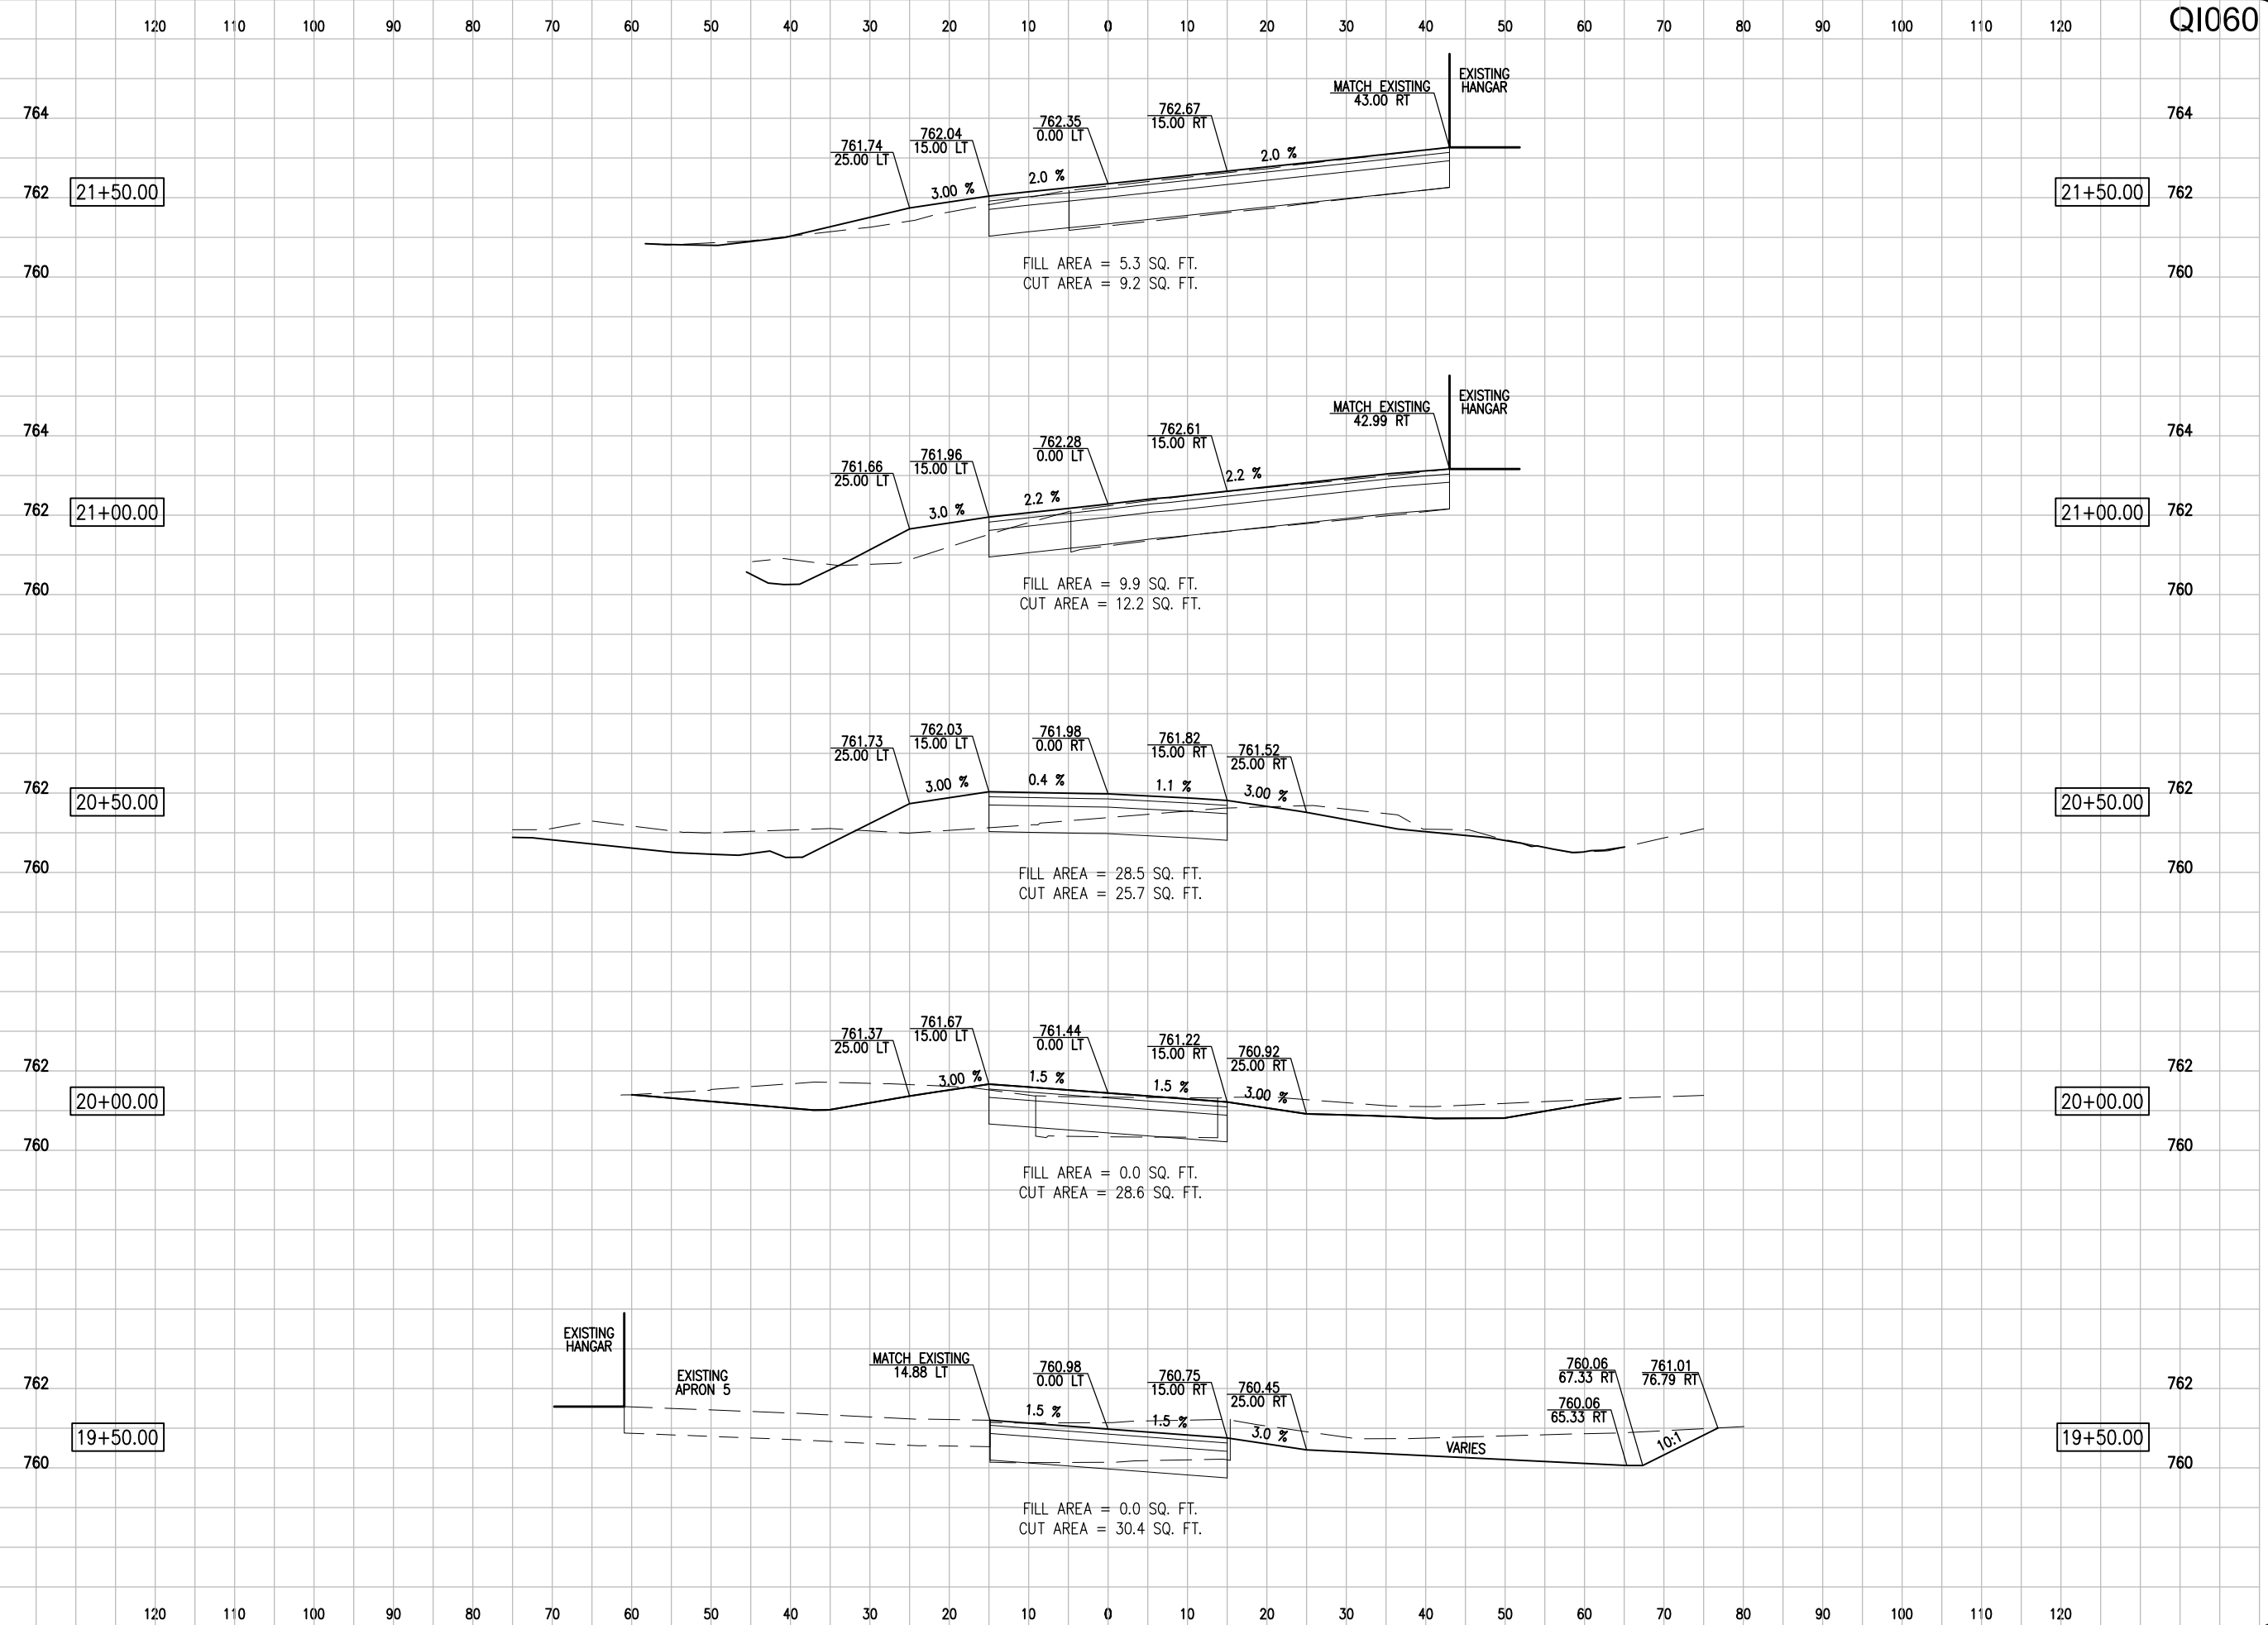 QI060
120 110 100 90 80 70 60 50 40 30 20 10 0 10 20 30 40 50 60 70 80 90 100 110 120
EXISTING
HANGAR
MATCH EXISTING
43.00 RT
762.67
15.00 RT
762.35
0.00 LT
762.04
15.00 LT
761.74
25.00 LT
764 764
3.00 % 2.0 % 2.0 %
762 21+50.00 21+50.00 762
760 760
FILL AREA = 5.3 SQ. FT.
CUT AREA = 9.2 SQ. FT.
EXISTING
HANGAR
MATCH EXISTING
42.99 RT
762.61
15.00 RT
762.28
0.00 LT
761.96
15.00 LT
761.66
25.00 LT
764 764
3.0 % 2.2 % 2.2 %
762 21+00.00 21+00.00 762
760 760
FILL AREA = 9.9 SQ. FT.
CUT AREA = 12.2 SQ. FT.
761.73
25.00 LT
762.03
15.00 LT
761.98
0.00 RT
761.82
15.00 RT
761.52
25.00 RT
3.00 % 0.4 % 1.1 % 3.00 %
762 20+50.00 20+50.00 762
760 760
FILL AREA = 28.5 SQ. FT.
CUT AREA = 25.7 SQ. FT.
761.37
25.00 LT
761.67
15.00 LT
761.44
0.00 LT
761.22
15.00 RT
760.92
25.00 RT
762 762
3.00 % 1.5 % 1.5 % 3.00 %
20+00.00 20+00.00
760 760
FILL AREA = 0.0 SQ. FT.
CUT AREA = 28.6 SQ. FT.
EXISTING
HANGAR
EXISTING
APRON 5
MATCH EXISTING
14.88 LT
760.98
0.00 LT
760.75
15.00 RT
760.45
25.00 RT
760.06
67.33 RT
761.01
76.79 RT
760.06
65.33 RT
762 762
1.5 % 1.5 % 3.0 % VARIES 10:1
19+50.00 19+50.00
760 760
FILL AREA = 0.0 SQ. FT.
CUT AREA = 30.4 SQ. FT.
120 110 100 90 80 70 60 50 40 30 20 10 0 10 20 30 40 50 60 70 80 90 100 110 120